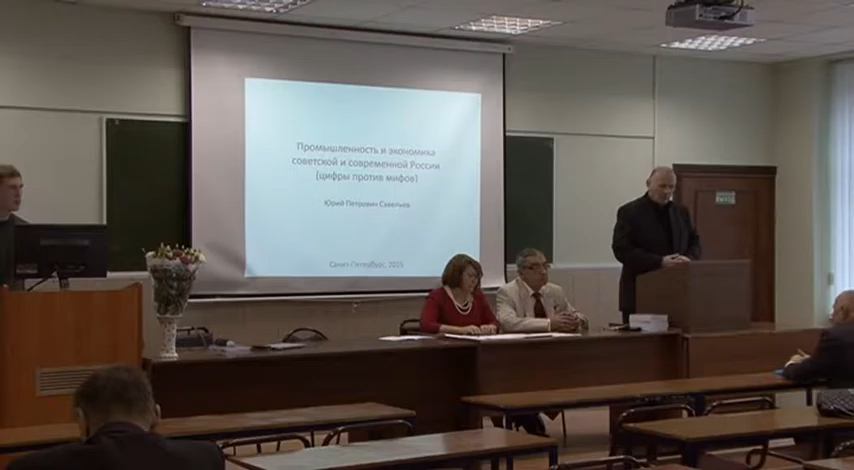 Промышленность и экономика
советской и современной России
(цифры против мифов)
Юрий Петрович Савельев
Санкт-Петербург, 2015